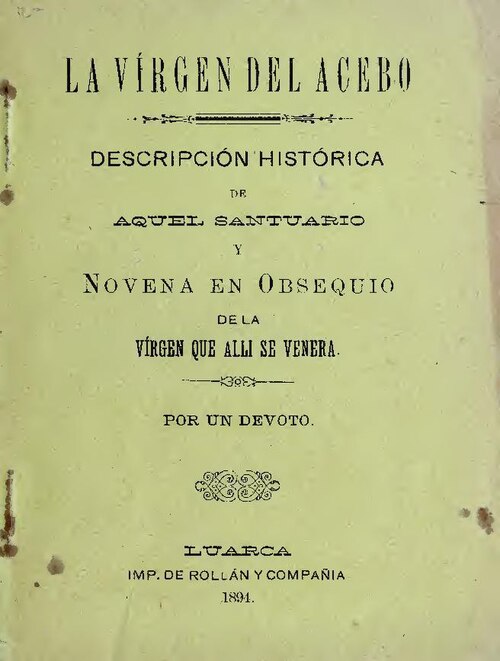 LA VÍRGEN DEL ACEBO
DESCRIPCIÓN HISTÓRICA
DE
AQUEL SANTUARIO
Y
NOVENA EN OBSEQUIO
DE LA
VÍRGEN QUE ALLI SE VENERA.
POR UN DEVOTO.
LUARCA
IMP. DE ROLLÁN Y COMPAÑIA
1894.